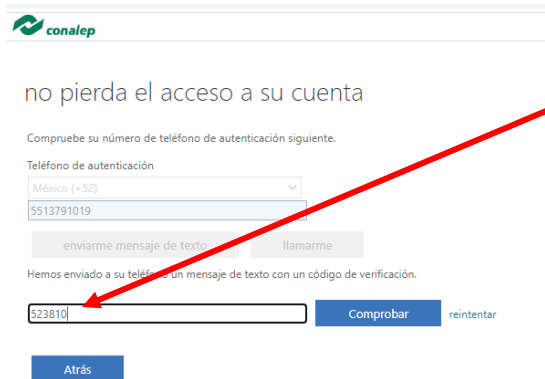 conalep
no pierda el acceso a su cuenta
Compruebe su número de teléfono de autenticación siguiente.
Teléfono de autenticación
México (+52)
5513791019
enviarme mensaje de texto llamarme
Hemos enviado a su teléfono un mensaje de texto con un código de verificación.
523810 Comprobar reintentar
Atrás